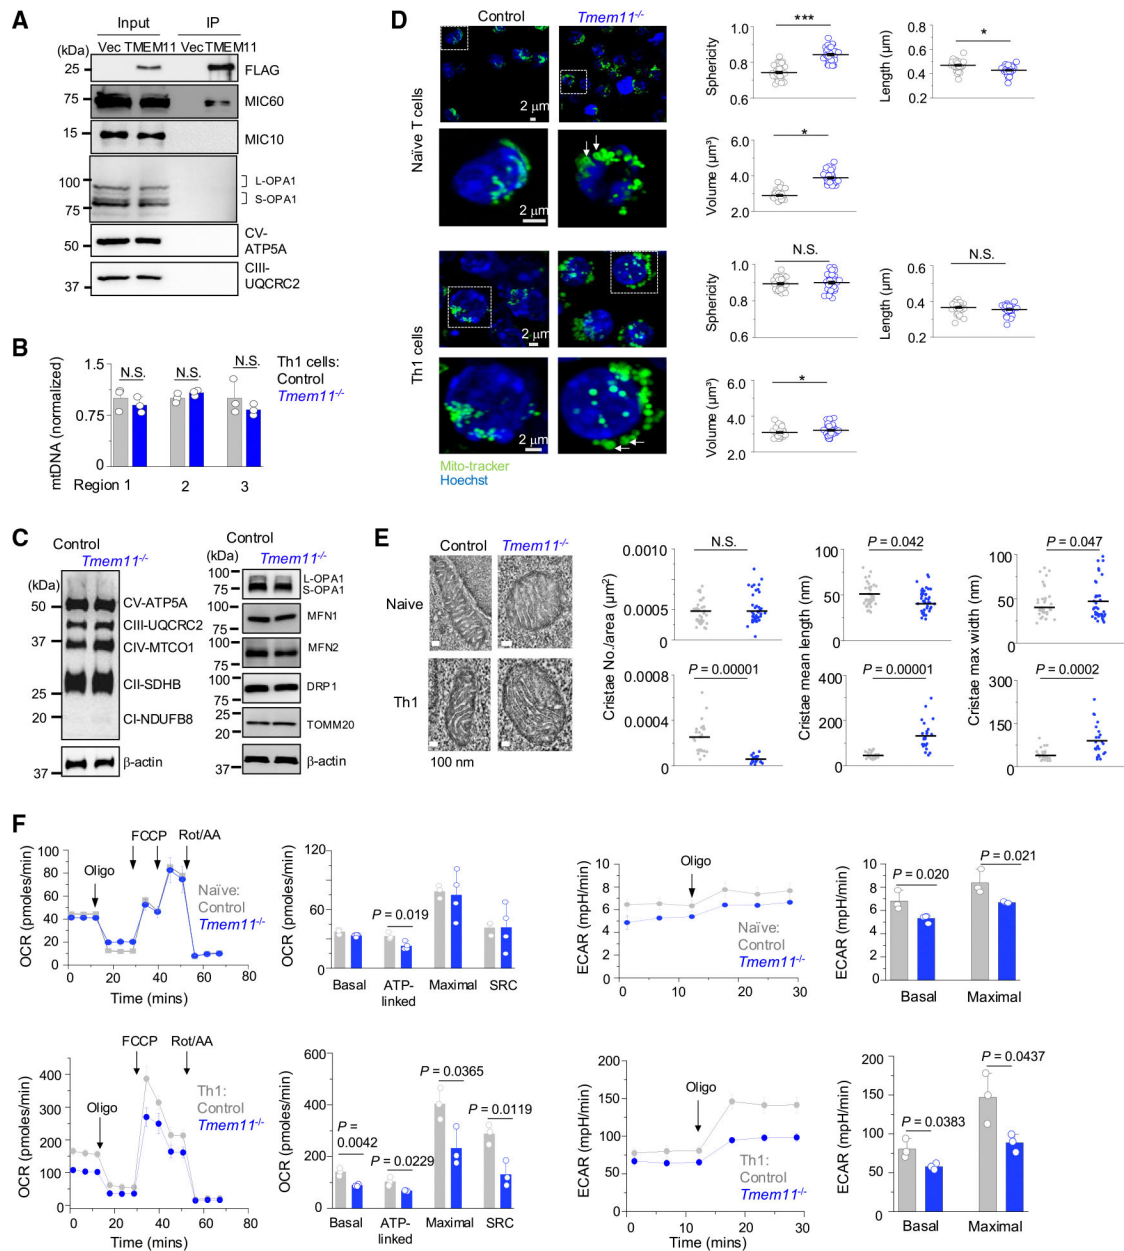 A
Input IP
(kDa) Vec TMEM11 Vec TMEM11
25 FLAG
75 MIC60
15 MIC10
100 L-OPA1
75 S-OPA1
50 CV-
ATP5A
37 CIII-
UQCRC2
B
mtDNA (normalized)
1.5
0.75
0
N.S. N.S. N.S.
Region 1 2 3
Th1 cells:
Control
Tmem11-/-
C
Control
Tmem11-/-
(kDa)
50 CV-ATP5A
CIII-UQCRC2
37 CIV-MTCO1
CII-SDHB
25
20 CI-NDUFB8
37 β-actin
Control
(kDa) Tmem11-/-
100 L-OPA1
75 S-OPA1
100 MFN1
75
100 MFN2
75
100 DRP1
75
25 TOMM20
20
50 β-actin
37
D
Control Tmem11-/-
Naïve T cells
2 μm 2 μm
2 μm 2 μm
Th1 cells
2 μm
2 μm
Mito-tracker
Hoechst
Sphericity
1.0
0.8
0.6
***
Length (μm)
0.8
0.6
0.4
0.2
*
Volume (μm³)
6.0
4.0
2.0
*
Sphericity
1.0
0.8
0.6
N.S.
Length (μm)
0.6
0.4
0.2
N.S.
Volume (μm³)
6.0
4.0
2.0
*
E
Control Tmem11-/-
Naive
Th1
100 nm
Cristae No./area (μm²)
0.0010
0.0005
0
N.S.
0.0008
0.0004
0
P = 0.00001
Cristae mean length (nm)
100
50
0
P = 0.042
400
200
0
P = 0.00001
Cristae max width (nm)
100
50
0
P = 0.047
300
150
0
P = 0.0002
F
OCR (pmoles/min)
100
80
60
40
20
0
Oligo FCCP Rot/AA
Naïve:
Control
Tmem11-/-
0 20 40 60 80
Time (mins)
OCR (pmoles/min)
120
60
30
0
P = 0.019
Basal ATP-
linked Maximal SRC
ECAR (mpH/min)
10
8
6
4
2
0
Oligo
Naïve:
Control
Tmem11-/-
0 10 20 30
Time (mins)
ECAR (mpH/min)
10
8
6
4
2
0
P = 0.020
P = 0.021
Basal Maximal
OCR (pmoles/min)
400
300
200
100
0
Oligo FCCP Rot/AA
Th1:
Control
Tmem11-/-
0 20 40 60 80
Time (mins)
OCR (pmoles/min)
600
400
200
0
P
= 0.0042
P = 0.0229
P = 0.0365
P = 0.0119
Basal ATP-
linked Maximal SRC
ECAR (mpH/min)
200
150
100
50
0
Oligo
Th1:
Control
Tmem11-/-
0 10 20 30
Time (mins)
ECAR (mpH/min)
200
150
100
50
0
P = 0.0383
P = 0.0437
Basal Maximal